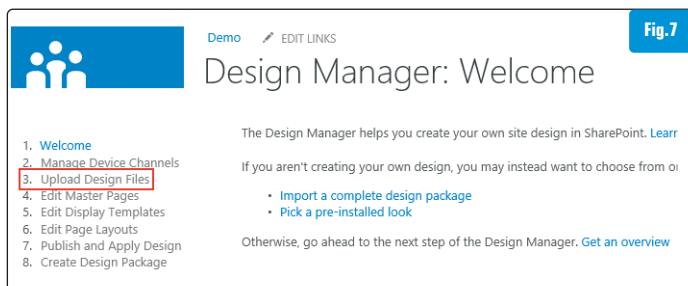 Fig.7
Demo EDIT LINKS
Design Manager: Welcome
1. Welcome
2. Manage Device Channels
3. Upload Design Files
4. Edit Master Pages
5. Edit Display Templates
6. Edit Page Layouts
7. Publish and Apply Design
8. Create Design Package
The Design Manager helps you create your own site design in SharePoint. Learn
If you aren't creating your own design, you may instead want to choose from
• Import a complete design package
• Pick a pre-installed look
Otherwise, go ahead to the next step of the Design Manager. Get an overview